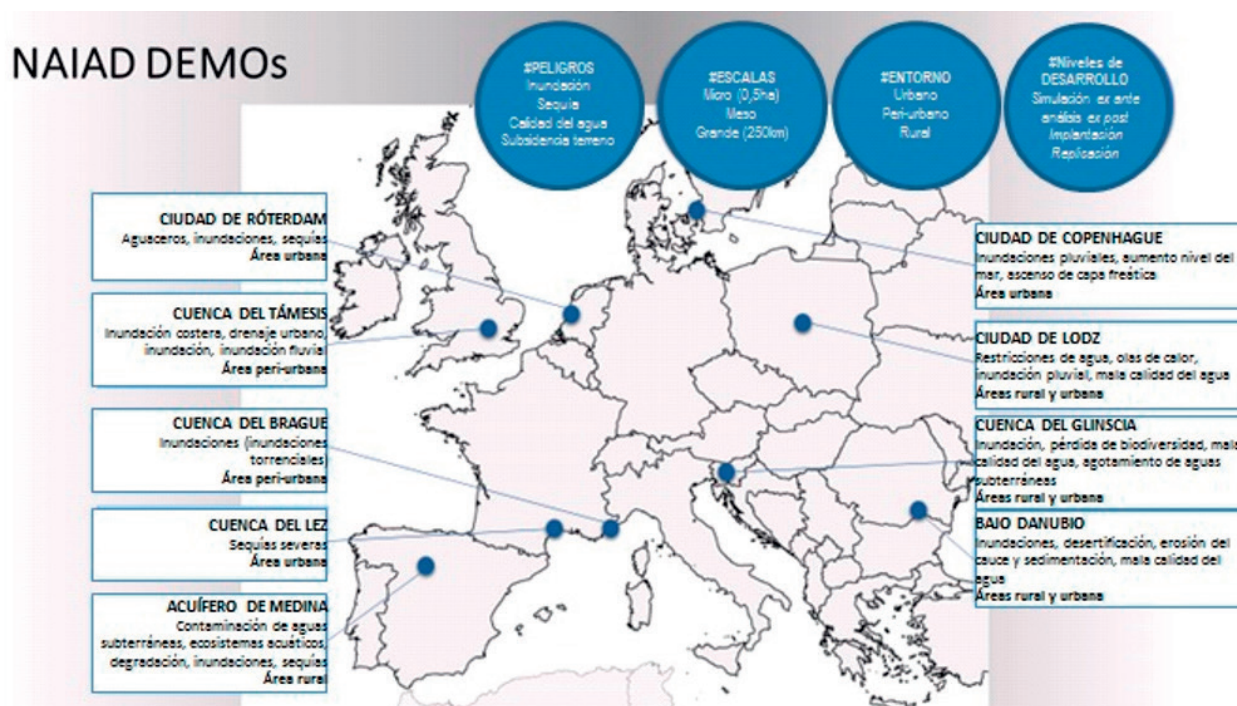 NAIAD DEMOs
#PELIGROS
Inundación
Sequía
Calidad del agua
Subsidencia terreno
#ESCALAS
Micro (0,5ha)
Meso
Grande (250km)
#ENTORNO
Urbano
Peri-urbano
Rural
#Niveles de
DESARROLLO
Simulación ex ante
análisis ex post
Implantación
Replicación
CIUDAD DE RÓTERDAM
Aguaceros, inundaciones, sequías
Área urbana
CUENCA DEL TÁMESIS
Inundación costera, drenaje urbano,
inundación, inundación fluvial
Área peri-urbana
CUENCA DEL BRAGUE
Inundaciones (inundaciones
torrenciales)
Área peri-urbana
CUENCA DEL LEZ
Sequías severas
Área urbana
ACUÍFERO DE MEDINA
Contaminación de aguas
subterráneas, ecosistemas acuáticos,
degradación, inundaciones, sequías
Área rural
CIUDAD DE COPENHAGUE
Inundaciones pluviales, aumento nivel del
mar, ascenso de capa freática
Área urbana
CIUDAD DE LODZ
Restricciones de agua, olas de calor,
inundación pluvial, mala calidad del agua
Áreas rural y urbana
CUENCA DEL GLINSCIA
Inundación, pérdida de biodiversidad, mala
calidad del agua, agotamiento de aguas
subterráneas
Áreas rural y urbana
BAJO DANUBIO
Inundaciones, desertificación, erosión del
cauce y sedimentación, mala calidad del
agua
Áreas rural y urbana